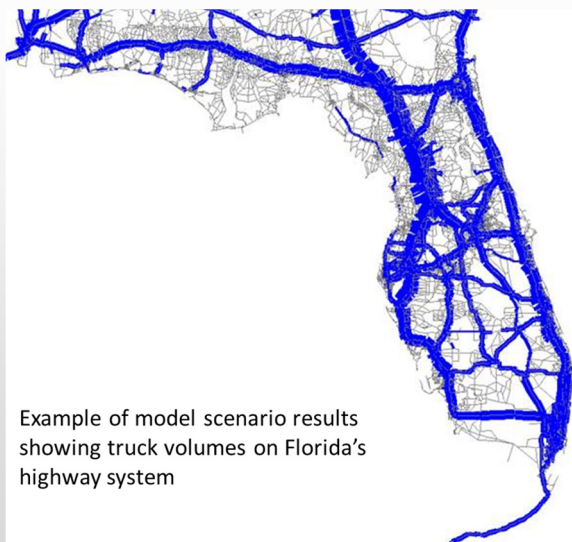 Example of model scenario results
showing truck volumes on Florida’s
highway system